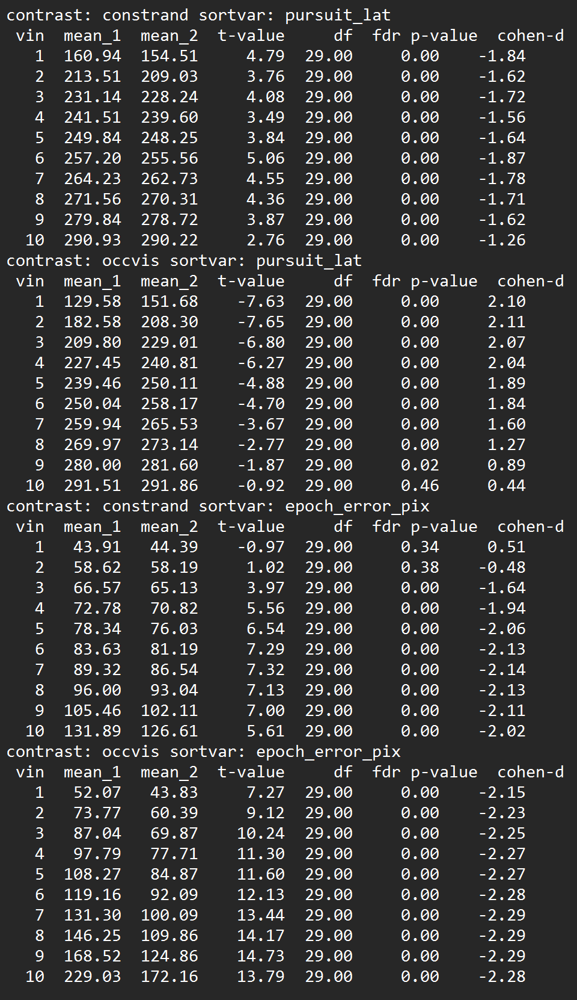 contrast: constrand sortvar: pursuit_lat
vin mean_1 mean_2 t-value df fdr p-value cohen-d
1 160.94 154.51 4.79 29.00 0.00 -1.84
2 213.51 209.03 3.76 29.00 0.00 -1.62
3 231.14 228.24 4.08 29.00 0.00 -1.72
4 241.51 239.60 3.49 29.00 0.00 -1.56
5 249.84 248.25 3.84 29.00 0.00 -1.64
6 257.20 255.56 5.06 29.00 0.00 -1.87
7 264.23 262.73 4.55 29.00 0.00 -1.78
8 271.56 270.31 4.36 29.00 0.00 -1.71
9 279.84 278.72 3.87 29.00 0.00 -1.62
10 290.93 290.22 2.76 29.00 0.00 -1.26
contrast: occvis sortvar: pursuit_lat
vin mean_1 mean_2 t-value df fdr p-value cohen-d
1 129.58 151.68 -7.63 29.00 0.00 2.10
2 182.58 208.30 -7.65 29.00 0.00 2.11
3 209.80 229.01 -6.80 29.00 0.00 2.07
4 227.45 240.81 -6.27 29.00 0.00 2.04
5 239.46 250.11 -4.88 29.00 0.00 1.89
6 250.04 258.17 -4.70 29.00 0.00 1.84
7 259.94 265.53 -3.67 29.00 0.00 1.60
8 269.97 273.14 -2.77 29.00 0.00 1.27
9 280.00 281.60 -1.87 29.00 0.02 0.89
10 291.51 291.86 -0.92 29.00 0.46 0.44
contrast: constrand sortvar: epoch_error_pix
vin mean_1 mean_2 t-value df fdr p-value cohen-d
1 43.91 44.39 -0.97 29.00 0.34 0.51
2 58.62 58.19 1.02 29.00 0.38 -0.48
3 66.57 65.13 3.97 29.00 0.00 -1.64
4 72.78 70.82 5.56 29.00 0.00 -1.94
5 78.34 76.03 6.54 29.00 0.00 -2.06
6 83.63 81.19 7.29 29.00 0.00 -2.13
7 89.32 86.54 7.32 29.00 0.00 -2.14
8 96.00 93.04 7.13 29.00 0.00 -2.13
9 105.46 102.11 7.00 29.00 0.00 -2.11
10 131.89 126.61 5.61 29.00 0.00 -2.02
contrast: occvis sortvar: epoch_error_pix
vin mean_1 mean_2 t-value df fdr p-value cohen-d
1 52.07 43.83 7.27 29.00 0.00 -2.15
2 73.77 60.39 9.12 29.00 0.00 -2.23
3 87.04 69.87 10.24 29.00 0.00 -2.25
4 97.79 77.71 11.30 29.00 0.00 -2.27
5 108.27 84.87 11.60 29.00 0.00 -2.27
6 119.16 92.09 12.13 29.00 0.00 -2.28
7 131.30 100.09 13.44 29.00 0.00 -2.29
8 146.25 109.86 14.17 29.00 0.00 -2.29
9 168.52 124.86 14.73 29.00 0.00 -2.29
10 229.03 172.16 13.79 29.00 0.00 -2.28